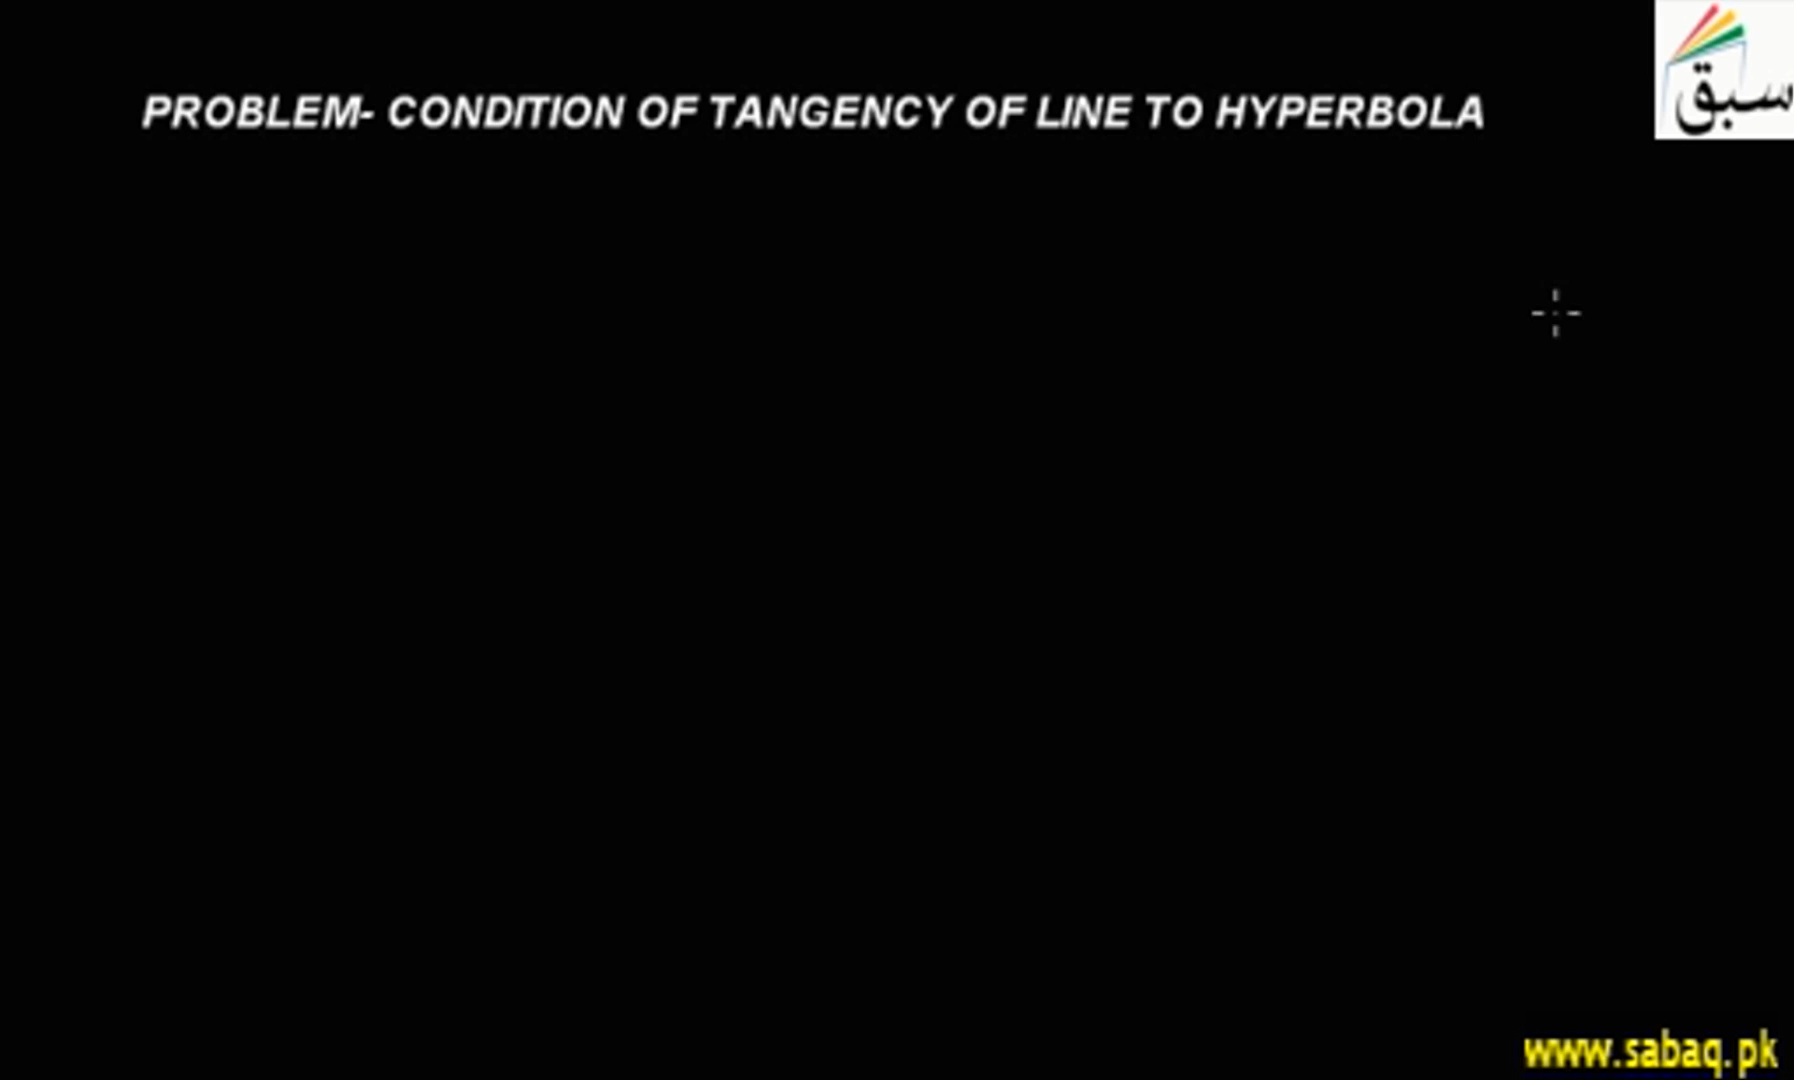 PROBLEM- CONDITION OF TANGENCY OF LINE TO HYPERBOLA
سبق
www.sabaq.pk